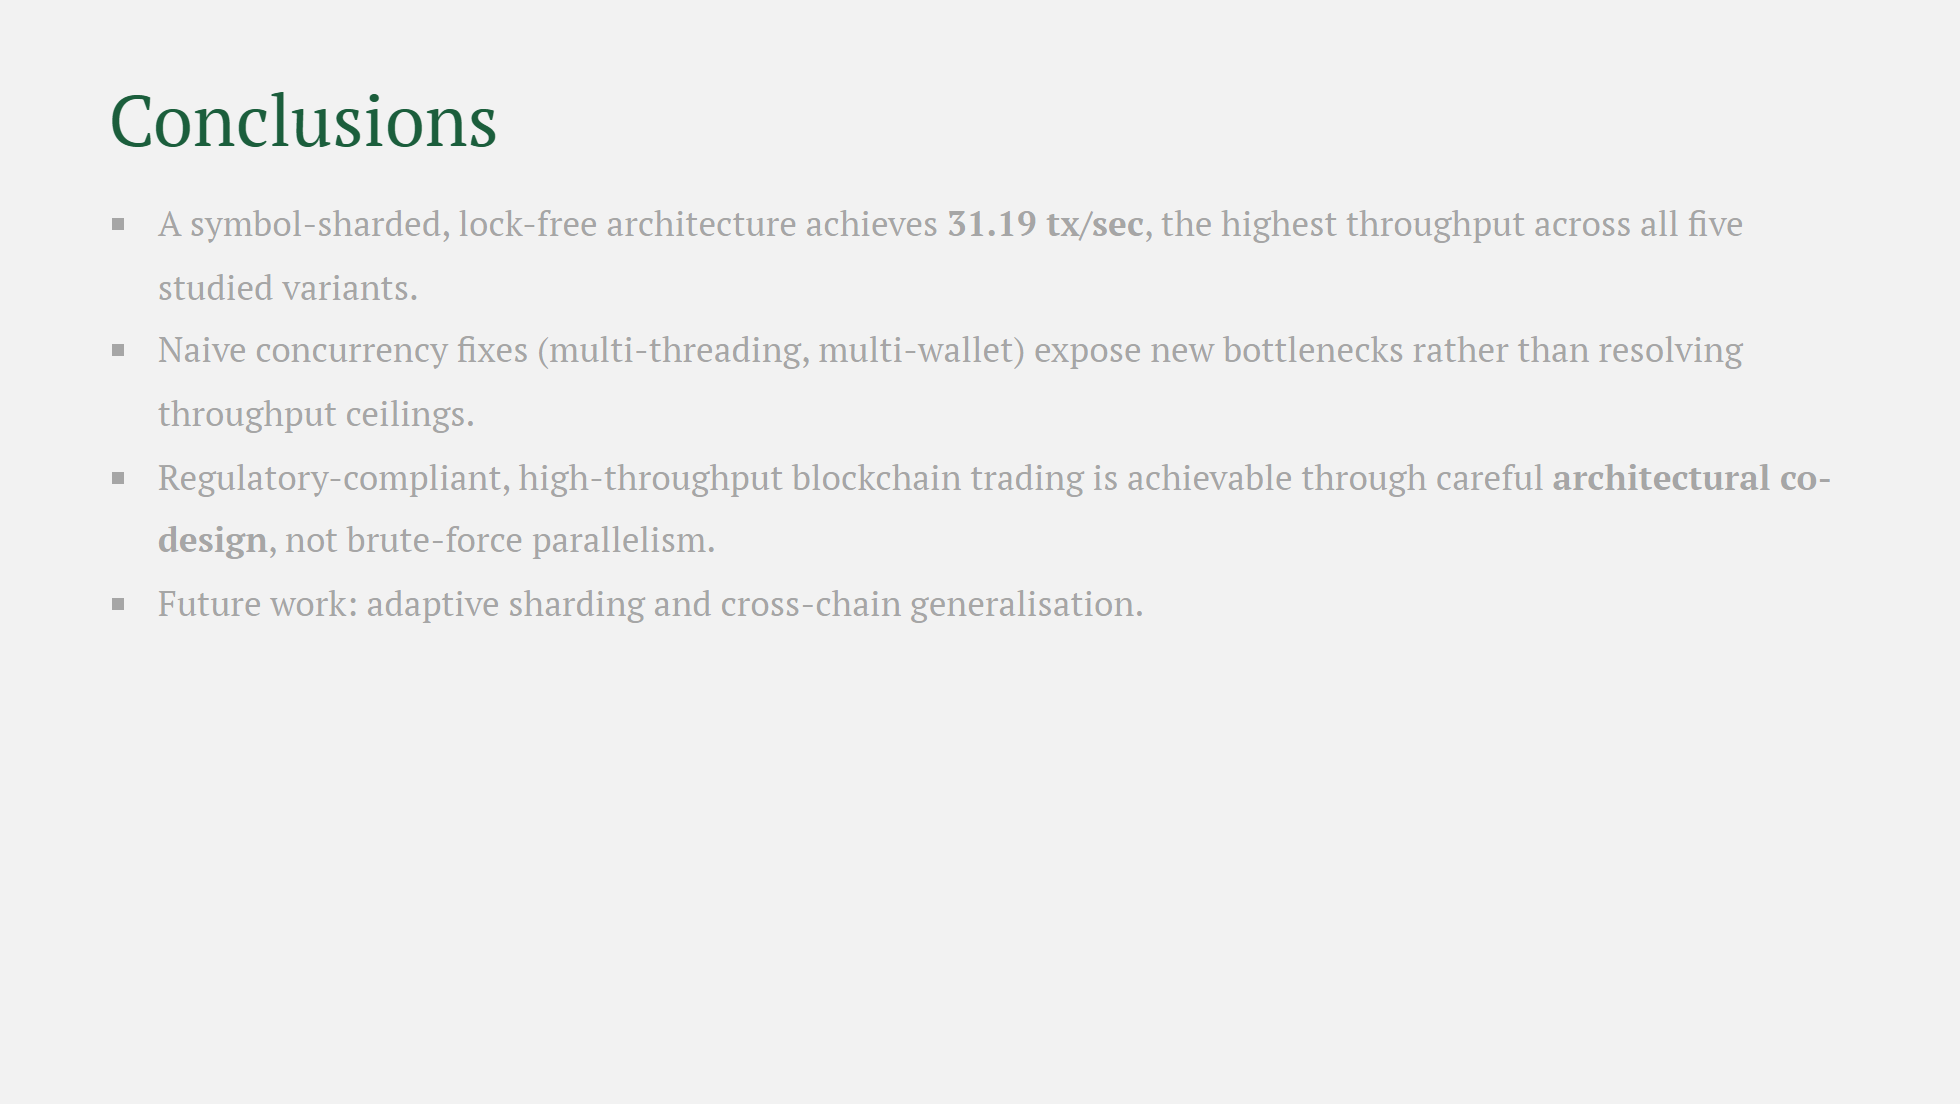 Conclusions
▪ A symbol-sharded, lock-free architecture achieves 31.19 tx/sec, the highest throughput across all five
studied variants.
▪ Naive concurrency fixes (multi-threading, multi-wallet) expose new bottlenecks rather than resolving
throughput ceilings.
▪ Regulatory-compliant, high-throughput blockchain trading is achievable through careful architectural co-
design, not brute-force parallelism.
▪ Future work: adaptive sharding and cross-chain generalisation.